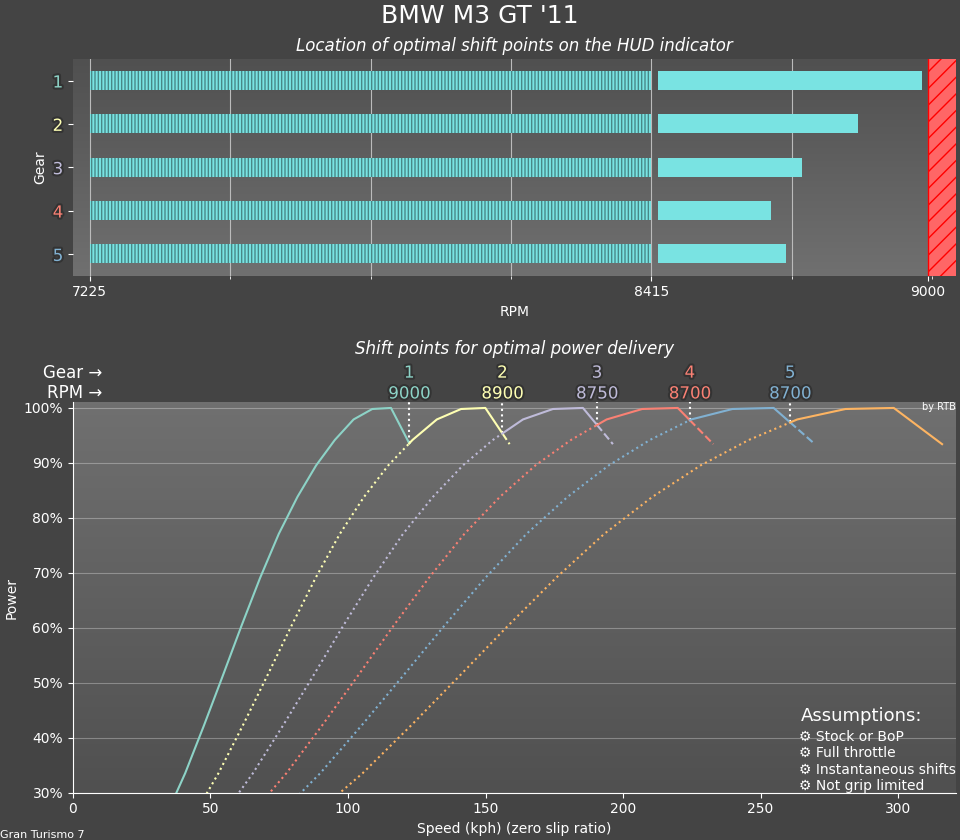 BMW M3 GT '11
Location of optimal shift points on the HUD indicator
Gear
1
2
3
4
5
7225 8415 9000
RPM
Shift points for optimal power delivery
Gear → 1 2 3 4 5
RPM → 9000 8900 8750 8700 8700
by RTB
Power
100%
90%
80%
70%
60%
50%
40%
30%
Assumptions:
⚙ Stock or BoP
⚙ Full throttle
⚙ Instantaneous shifts
⚙ Not grip limited
0 50 100 150 200 250 300
Speed (kph) (zero slip ratio)
Gran Turismo 7